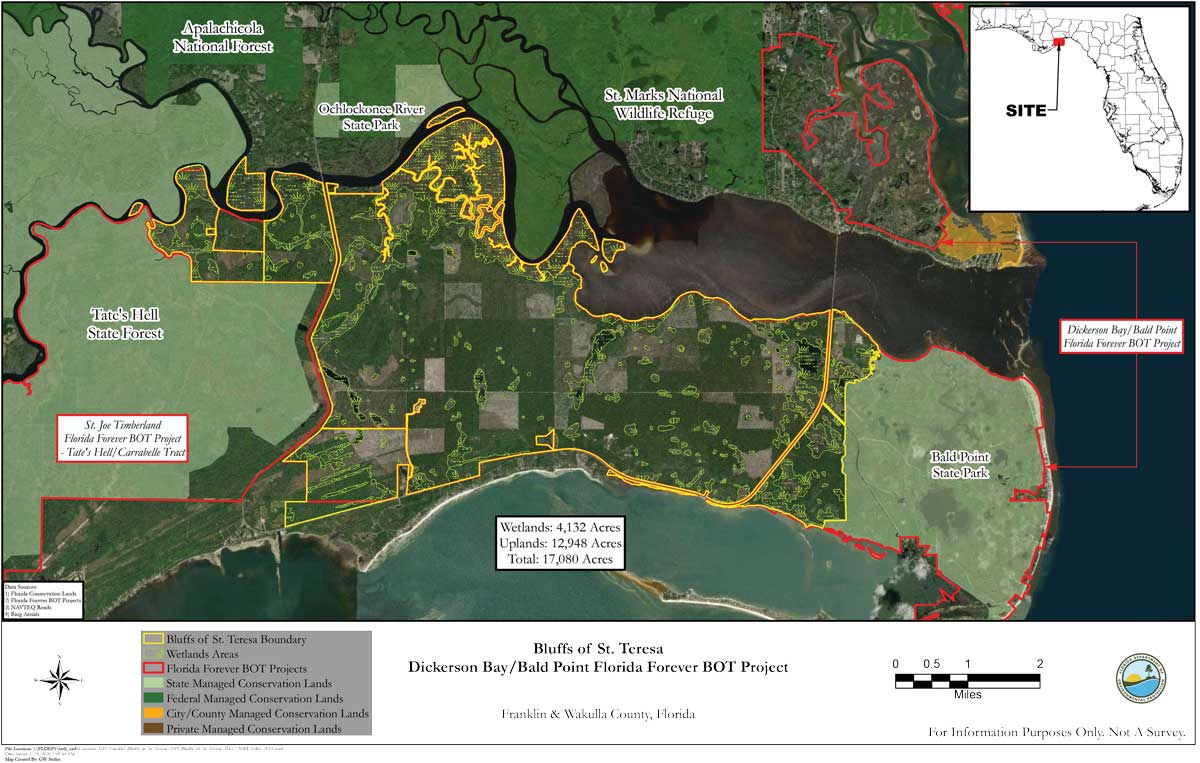 Apalachicola
National Forest
Ochlockonee River
State Park
St. Marks National
Wildlife Refuge
SITE
Tate's Hell
State Forest
Dickerson Bay/Bald Point
Florida Forever BOT Project
St. Joe Timberland
Florida Forever BOT Project
- Tate's Hell/Carrabelle Tract
Bald Point
State Park
Wetlands: 4,132 Acres
Uplands: 12,948 Acres
Total: 17,080 Acres
Data Sources:
1) Florida Conservation Lands
2) Florida Forever BOT Projects
3) NAVTEQ Roads
4) Bing Aerials
Bluffs of St. Teresa Boundary
Wetlands Areas
Florida Forever BOT Projects
State Managed Conservation Lands
Federal Managed Conservation Lands
City/County Managed Conservation Lands
Private Managed Conservation Lands
Bluffs of St. Teresa
Dickerson Bay/Bald Point Florida Forever BOT Project
Franklin & Wakulla County, Florida
0 0.5 1 2
Miles
N
W E
S
For Information Purposes Only. Not A Survey.
File Location:
Map Created By: GW